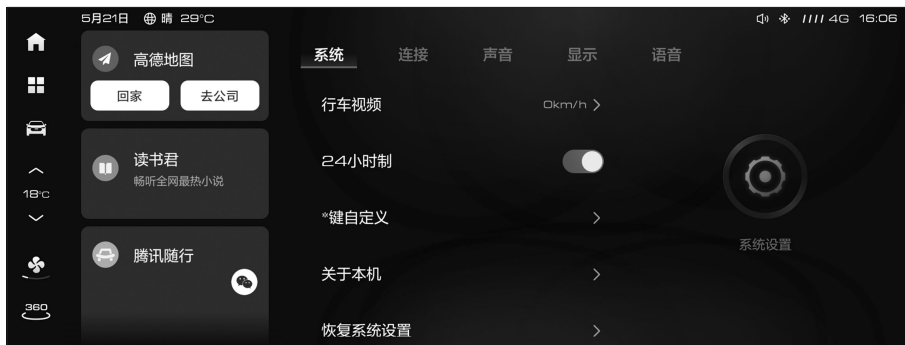 5月21日 晴 29°C
4G 16:06
高德地图
回家 去公司
读书君
畅听全网最热小说
腾讯随行
18°C
360
系统 连接 声音 显示 语音
行车视频 0km/h
24小时制
*键自定义
关于本机
恢复系统设置
系统设置